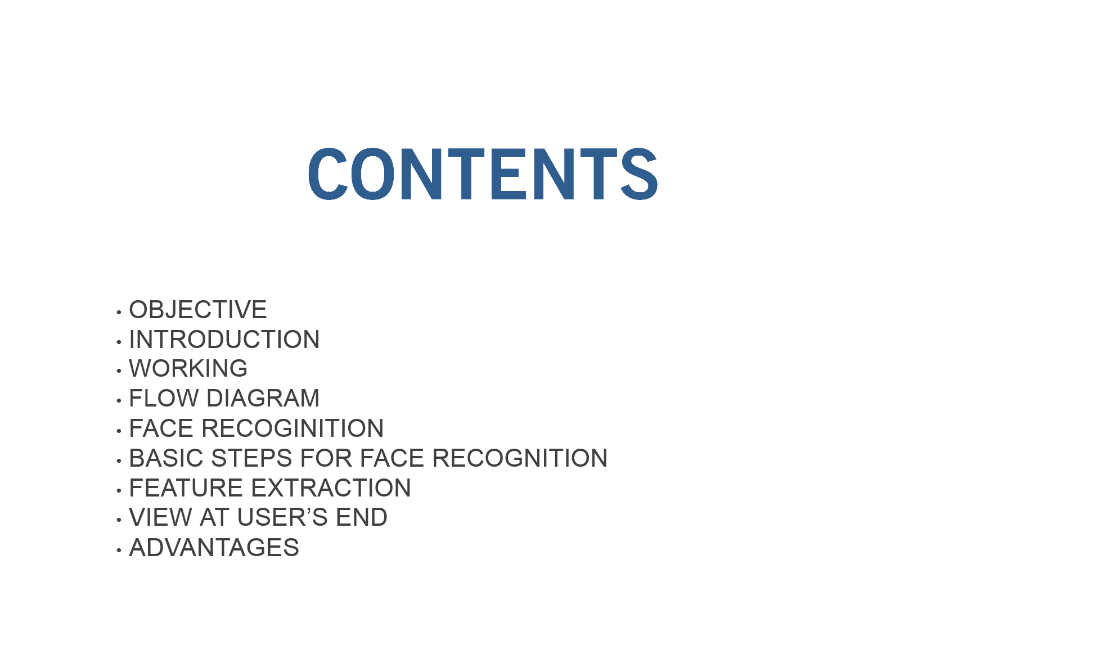 CONTENTS
• OBJECTIVE
• INTRODUCTION
• WORKING
• FLOW DIAGRAM
• FACE RECOGINITION
• BASIC STEPS FOR FACE RECOGNITION
• FEATURE EXTRACTION
• VIEW AT USER’S END
• ADVANTAGES